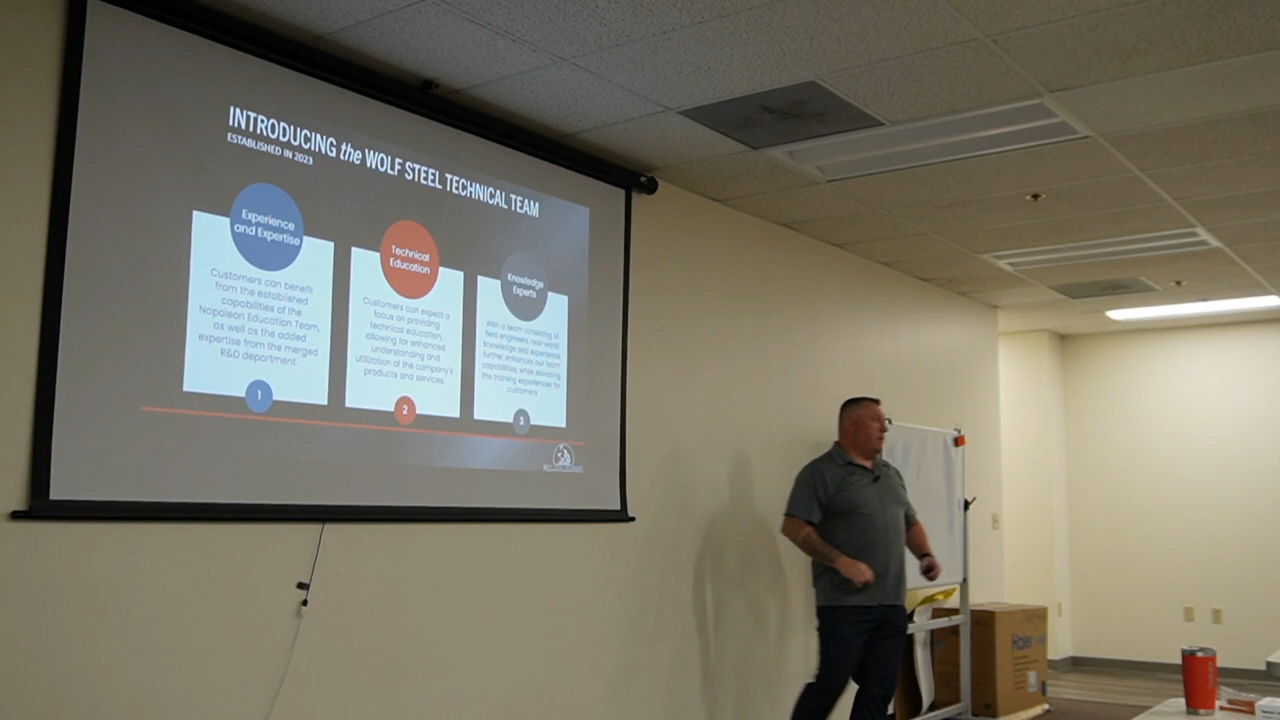 INTRODUCING the WOLF STEEL TECHNICAL TEAM
ESTABLISHED IN 2023
Experience
and Expertise
Customers can benefit
from the established
capabilities of the
Napoleon Education Team,
as well as the added
expertise from the merged
R&D department.
1
Technical
Education
Customers can expect a
focus on providing
technical education,
allowing for enhanced
understanding and
utilization of the company's
products and services
2
Knowledge
Experts
With a team consisting of
field engineers, real-world
knowledge and experience
further enhances our team
capabilities, while elevating
the training experiences for
customers
3
Haier